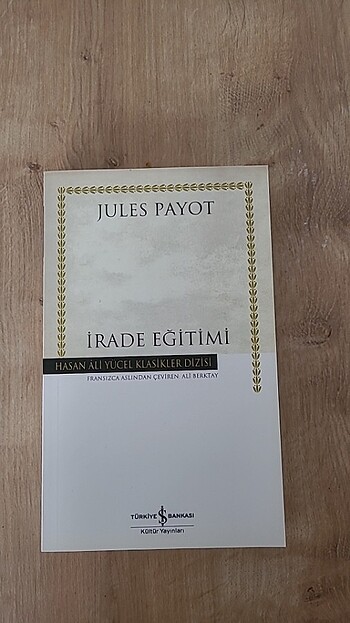 JULES PAYOT
İRADE EĞİTİMİ
HASAN ÂLİ YÜCEL KLASİKLER DİZİSİ
FRANSIZCA ASLINDAN ÇEVİREN: ALİ BERKTAY
TÜRKİYE İŞ BANKASI
Kültür Yayınları